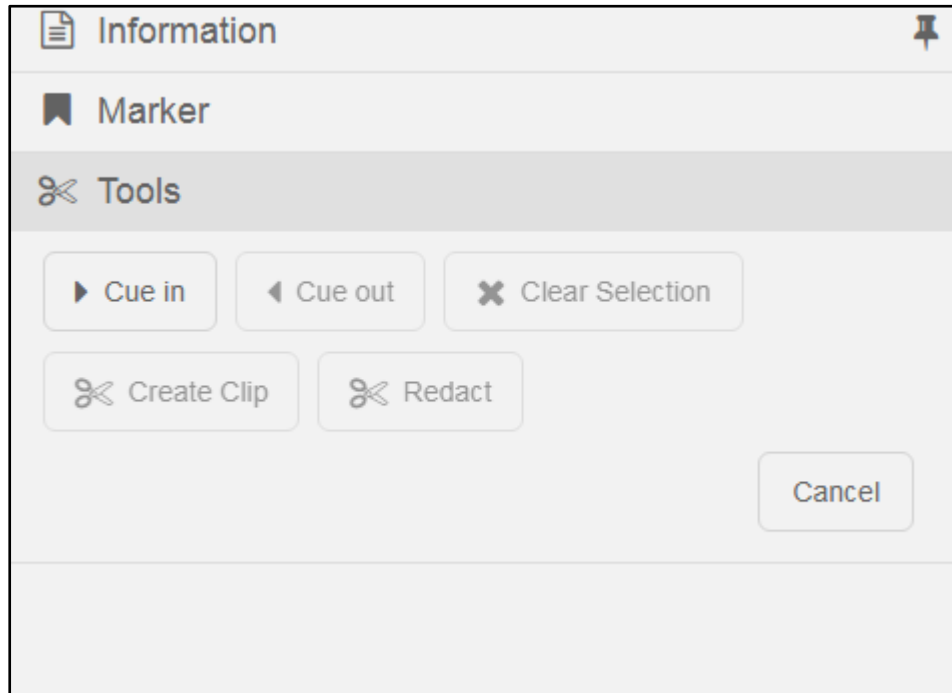 Information
Marker
Tools
Cue in Cue out Clear Selection
Create Clip Redact
Cancel